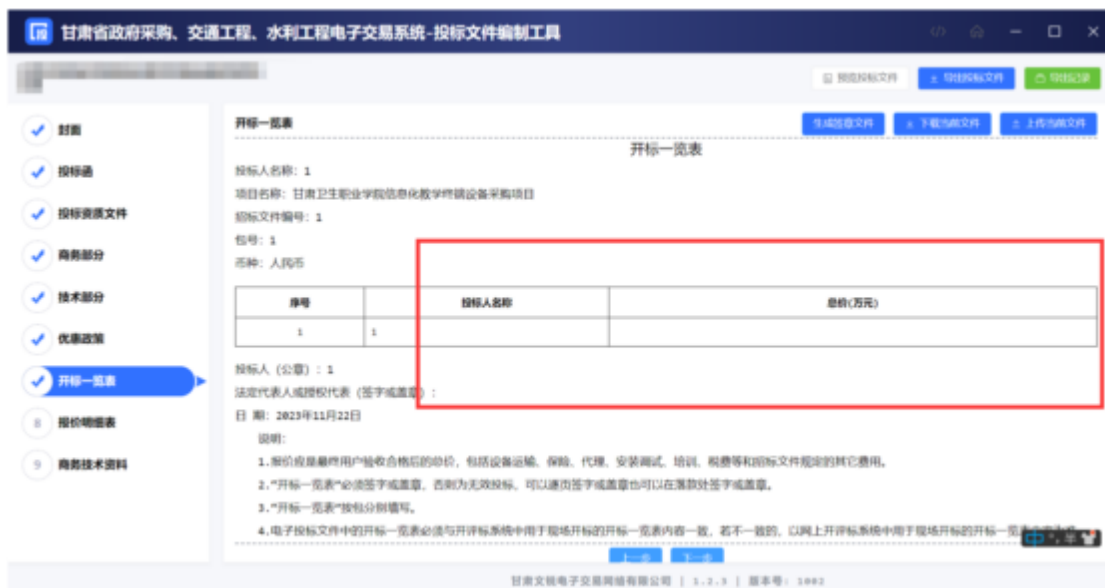 甘肃省政府采购、交通工程、水利工程电子交易系统-投标文件编制工具
预览投标文件
导出投标文件
导出记录
封面
投标函
投标资质文件
商务部分
技术部分
优惠政策
开标一览表
8 报价明细表
9 商务技术资料
开标一览表
生成签章文件
下载当前文件
上传当前文件
开标一览表
投标人名称：1
项目名称：甘肃卫生职业学院信息化教学终端设备采购项目
招标文件编号：1
包号：1
币种：人民币
序号 投标人名称 总价(万元)
1 1
投标人（公章）：1
法定代表人或授权代表（签字或盖章）：
日 期：2023年11月22日
说明：
1.报价应是最终用户验收合格后的总价，包括设备运输、保险、代理、安装调试、培训、税费等和招标文件规定的其它费用。
2."开标一览表"必须签字或盖章，否则为无效投标，可以逐页签字或盖章也可以在落款处签字或盖章。
3."开标一览表"按包分别填写。
4.电子投标文件中的开标一览表必须与开评标系统中用于现场开标的开标一览表内容一致，若不一致的，以网上开评标系统中用于现场开标的开标一览
中 半
上一步 下一步
甘肃文锐电子交易网络有限公司 | 1.2.3 | 版本号：1002